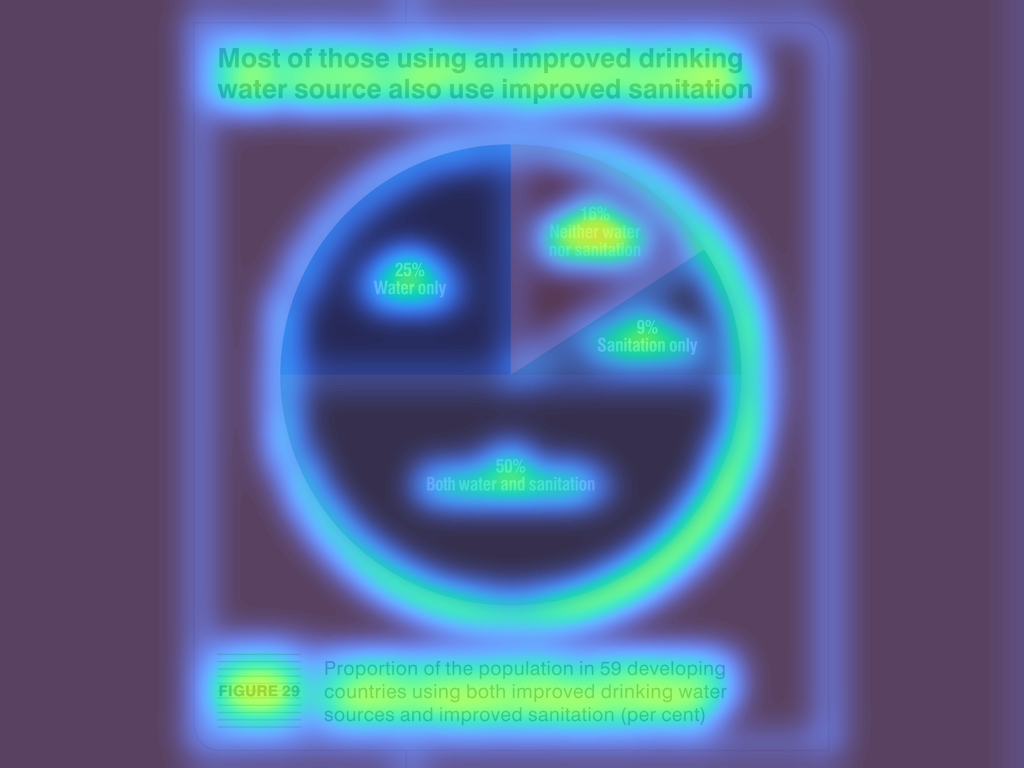 Most of those using an improved drinking
water source also use improved sanitation
16%
Neither water
nor sanitation
25%
Water only
9%
Sanitation only
50%
Both water and sanitation
FIGURE 29
Proportion of the population in 59 developing
countries using both improved drinking water
sources and improved sanitation (per cent)